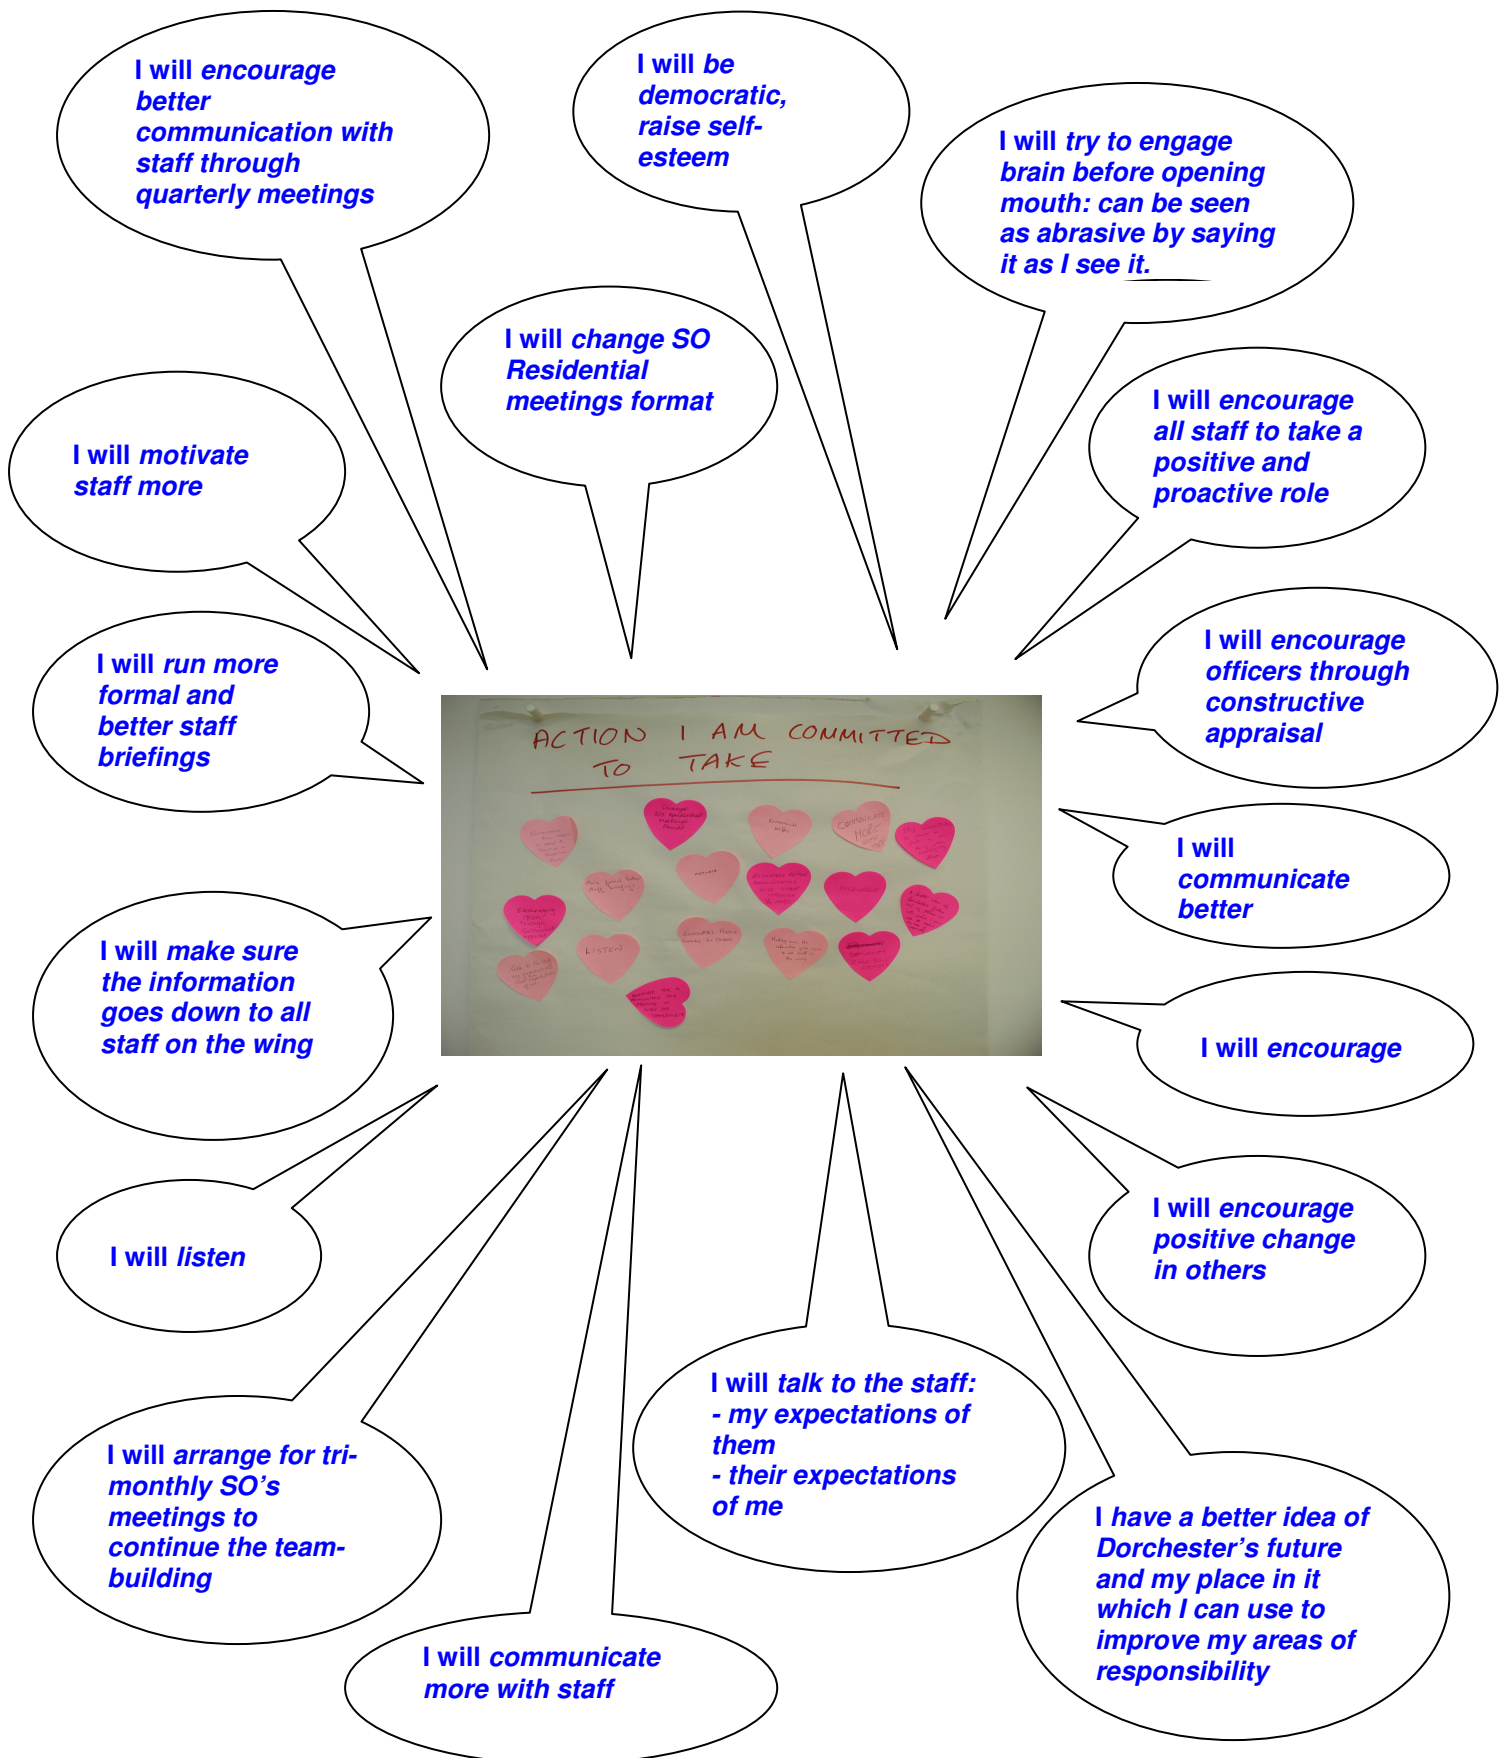 I will encourage
better
communication with
staff through
quarterly meetings
I will be
democratic,
raise self-
esteem
I will try to engage
brain before opening
mouth: can be seen
as abrasive by saying
it as I see it.
I will change SO
Residential
meetings format
I will motivate
staff more
I will encourage
all staff to take a
positive and
proactive role
I will run more
formal and
better staff
briefings
I will encourage
officers through
constructive
appraisal
ACTION I AM COMMITTED
TO TAKE
LISTEN
COMMUNICATE
MORE
I will
communicate
better
I will make sure
the information
goes down to all
staff on the wing
I will encourage
I will listen
I will encourage
positive change
in others
I will arrange for tri-
monthly SO's
meetings to
continue the team-
building
I will talk to the staff:
- my expectations of
them
- their expectations
of me
I have a better idea of
Dorchester's future
and my place in it
which I can use to
improve my areas of
responsibility
I will communicate
more with staff